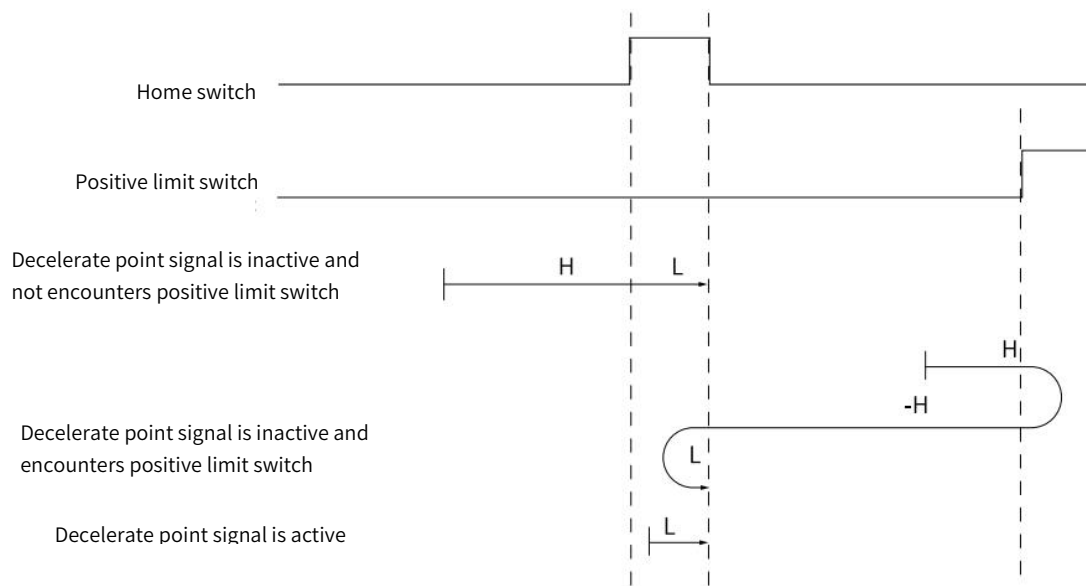 Home switch
Positive limit switch
Decelerate point signal is inactive and
not encounters positive limit switch
H
L
H
-H
Decelerate point signal is inactive and
encounters positive limit switch
L
Decelerate point signal is active
L